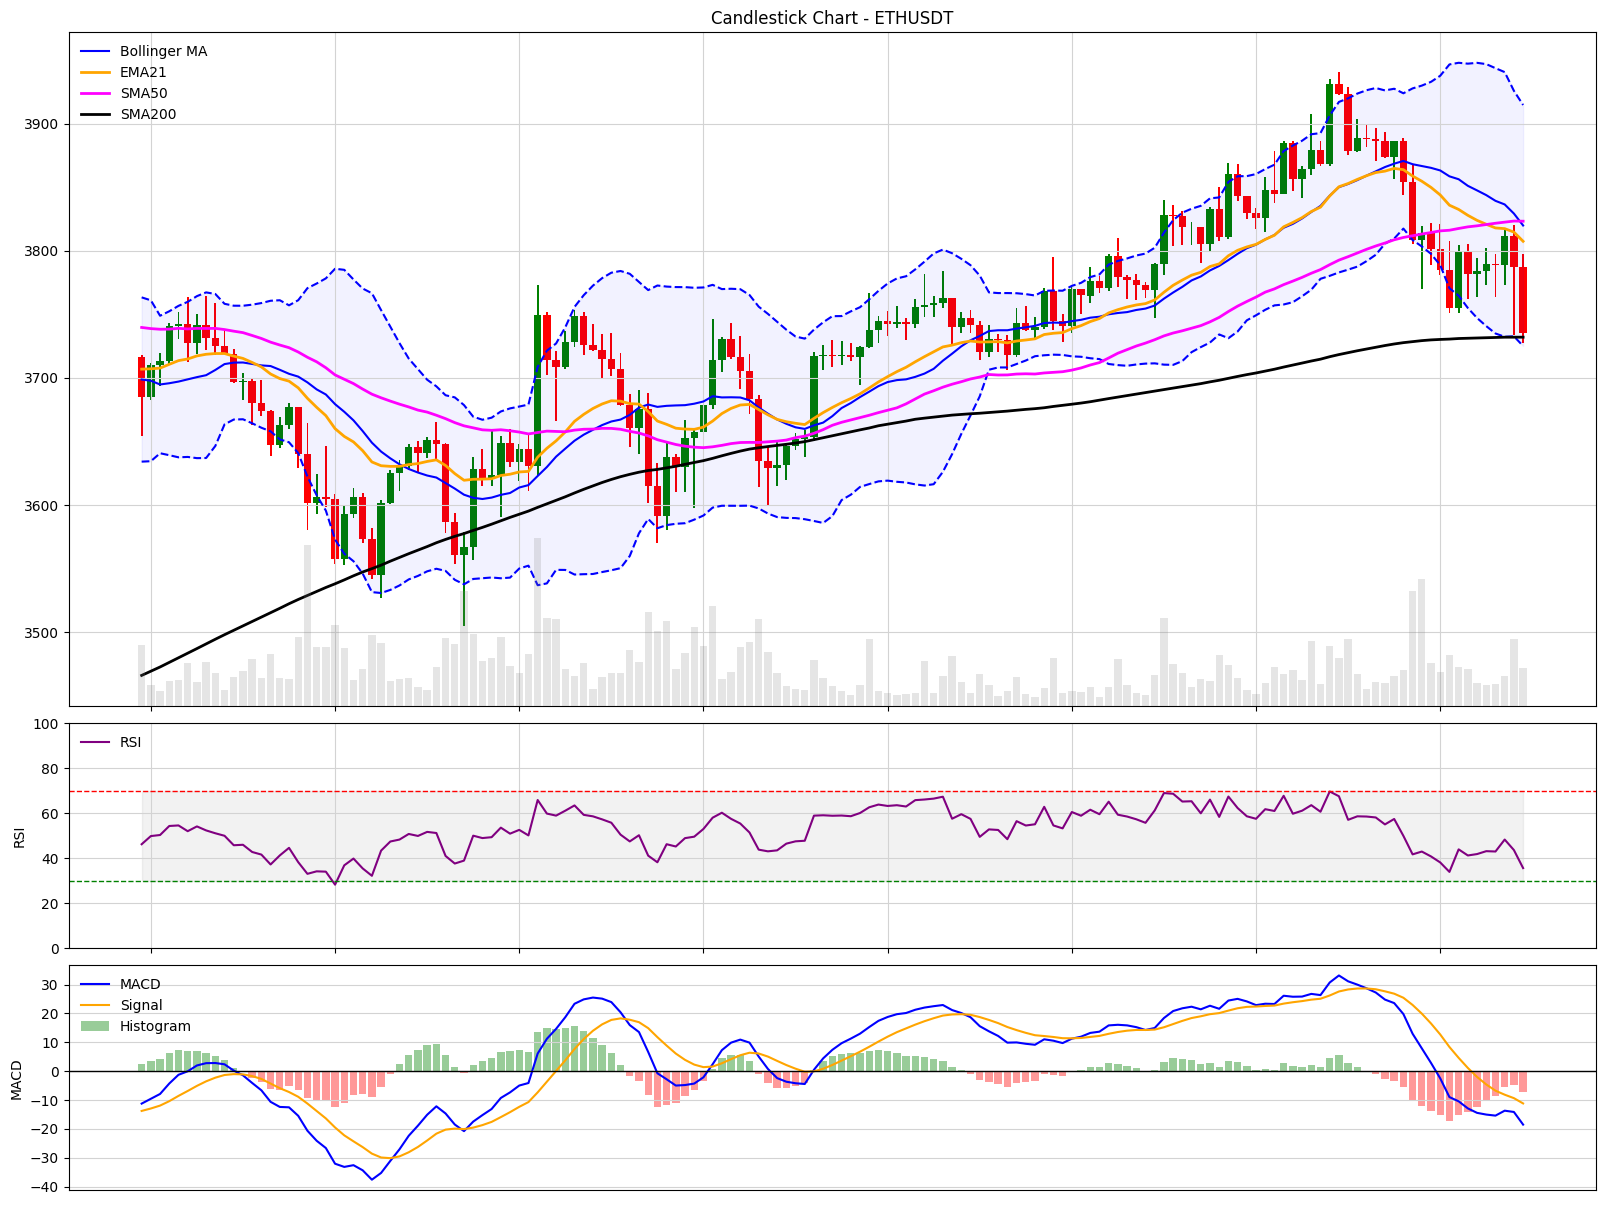 Candlestick Chart - ETHUSDT
Bollinger MA
EMA21
SMA50
SMA200
3900
3800
3700
3600
3500
100
80
60
40
20
0
RSI
RSI
30
20
10
0
−10
−20
−30
−40
MACD
MACD
Signal
Histogram